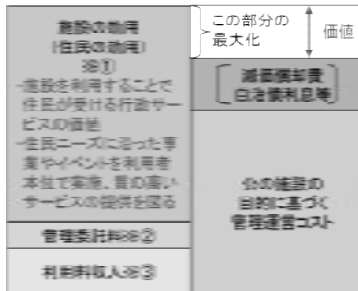 施設の効用
(住民の効用)
※①
-施設を利用することで
住民が受ける行政サー
ビスの価値
-住民ニーズに沿った事
業やイベントを利用者
本位で実施、質の高い
サービスの提供を図る
管理委託料※②
利用料収入※③
この部分の
最大化
価値
減価償却費
自治債利息等
公の施設の
目的に基づく
管理運営コスト